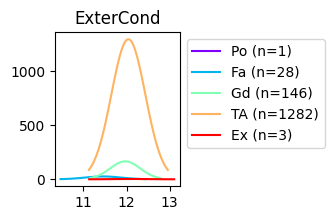 ExterCond
1000
500
0
11
12
13
Po (n=1)
Fa (n=28)
Gd (n=146)
TA (n=1282)
Ex (n=3)